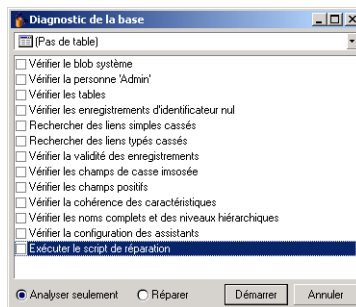 Diagnostic de la base
(Pas de table)
Vérifier le blob système
Vérifier la personne 'Admin'
Vérifier les tables
Vérifier les enregistrements d'identificateur nul
Rechercher des liens simples cassés
Rechercher des liens typés cassés
Vérifier la validité des enregistrements
Vérifier les champs de casse imsosée
Vérifier les champs positifs
Vérifier la cohérence des caractéristiques
Vérifier les noms complets et des niveaux hiérarchiques
Vérifier la configuration des assistants
Exécuter le script de réparation
Analyser seulement Réparer Démarrer Annuler